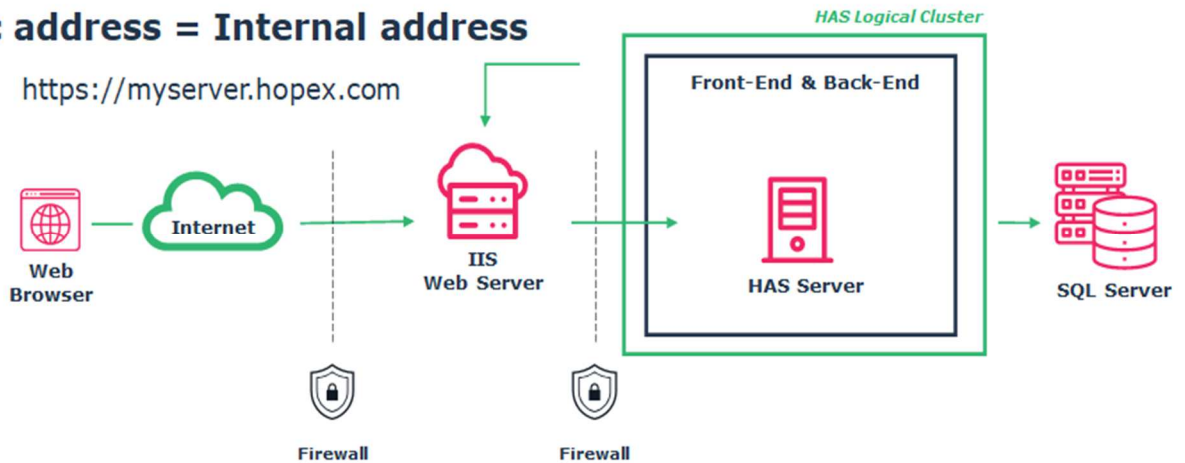 address = Internal address
https://myserver.hopex.com
HAS Logical Cluster
Front-End & Back-End
Internet
Web
Browser
IIS
Web Server
HAS Server
SQL Server
Firewall
Firewall